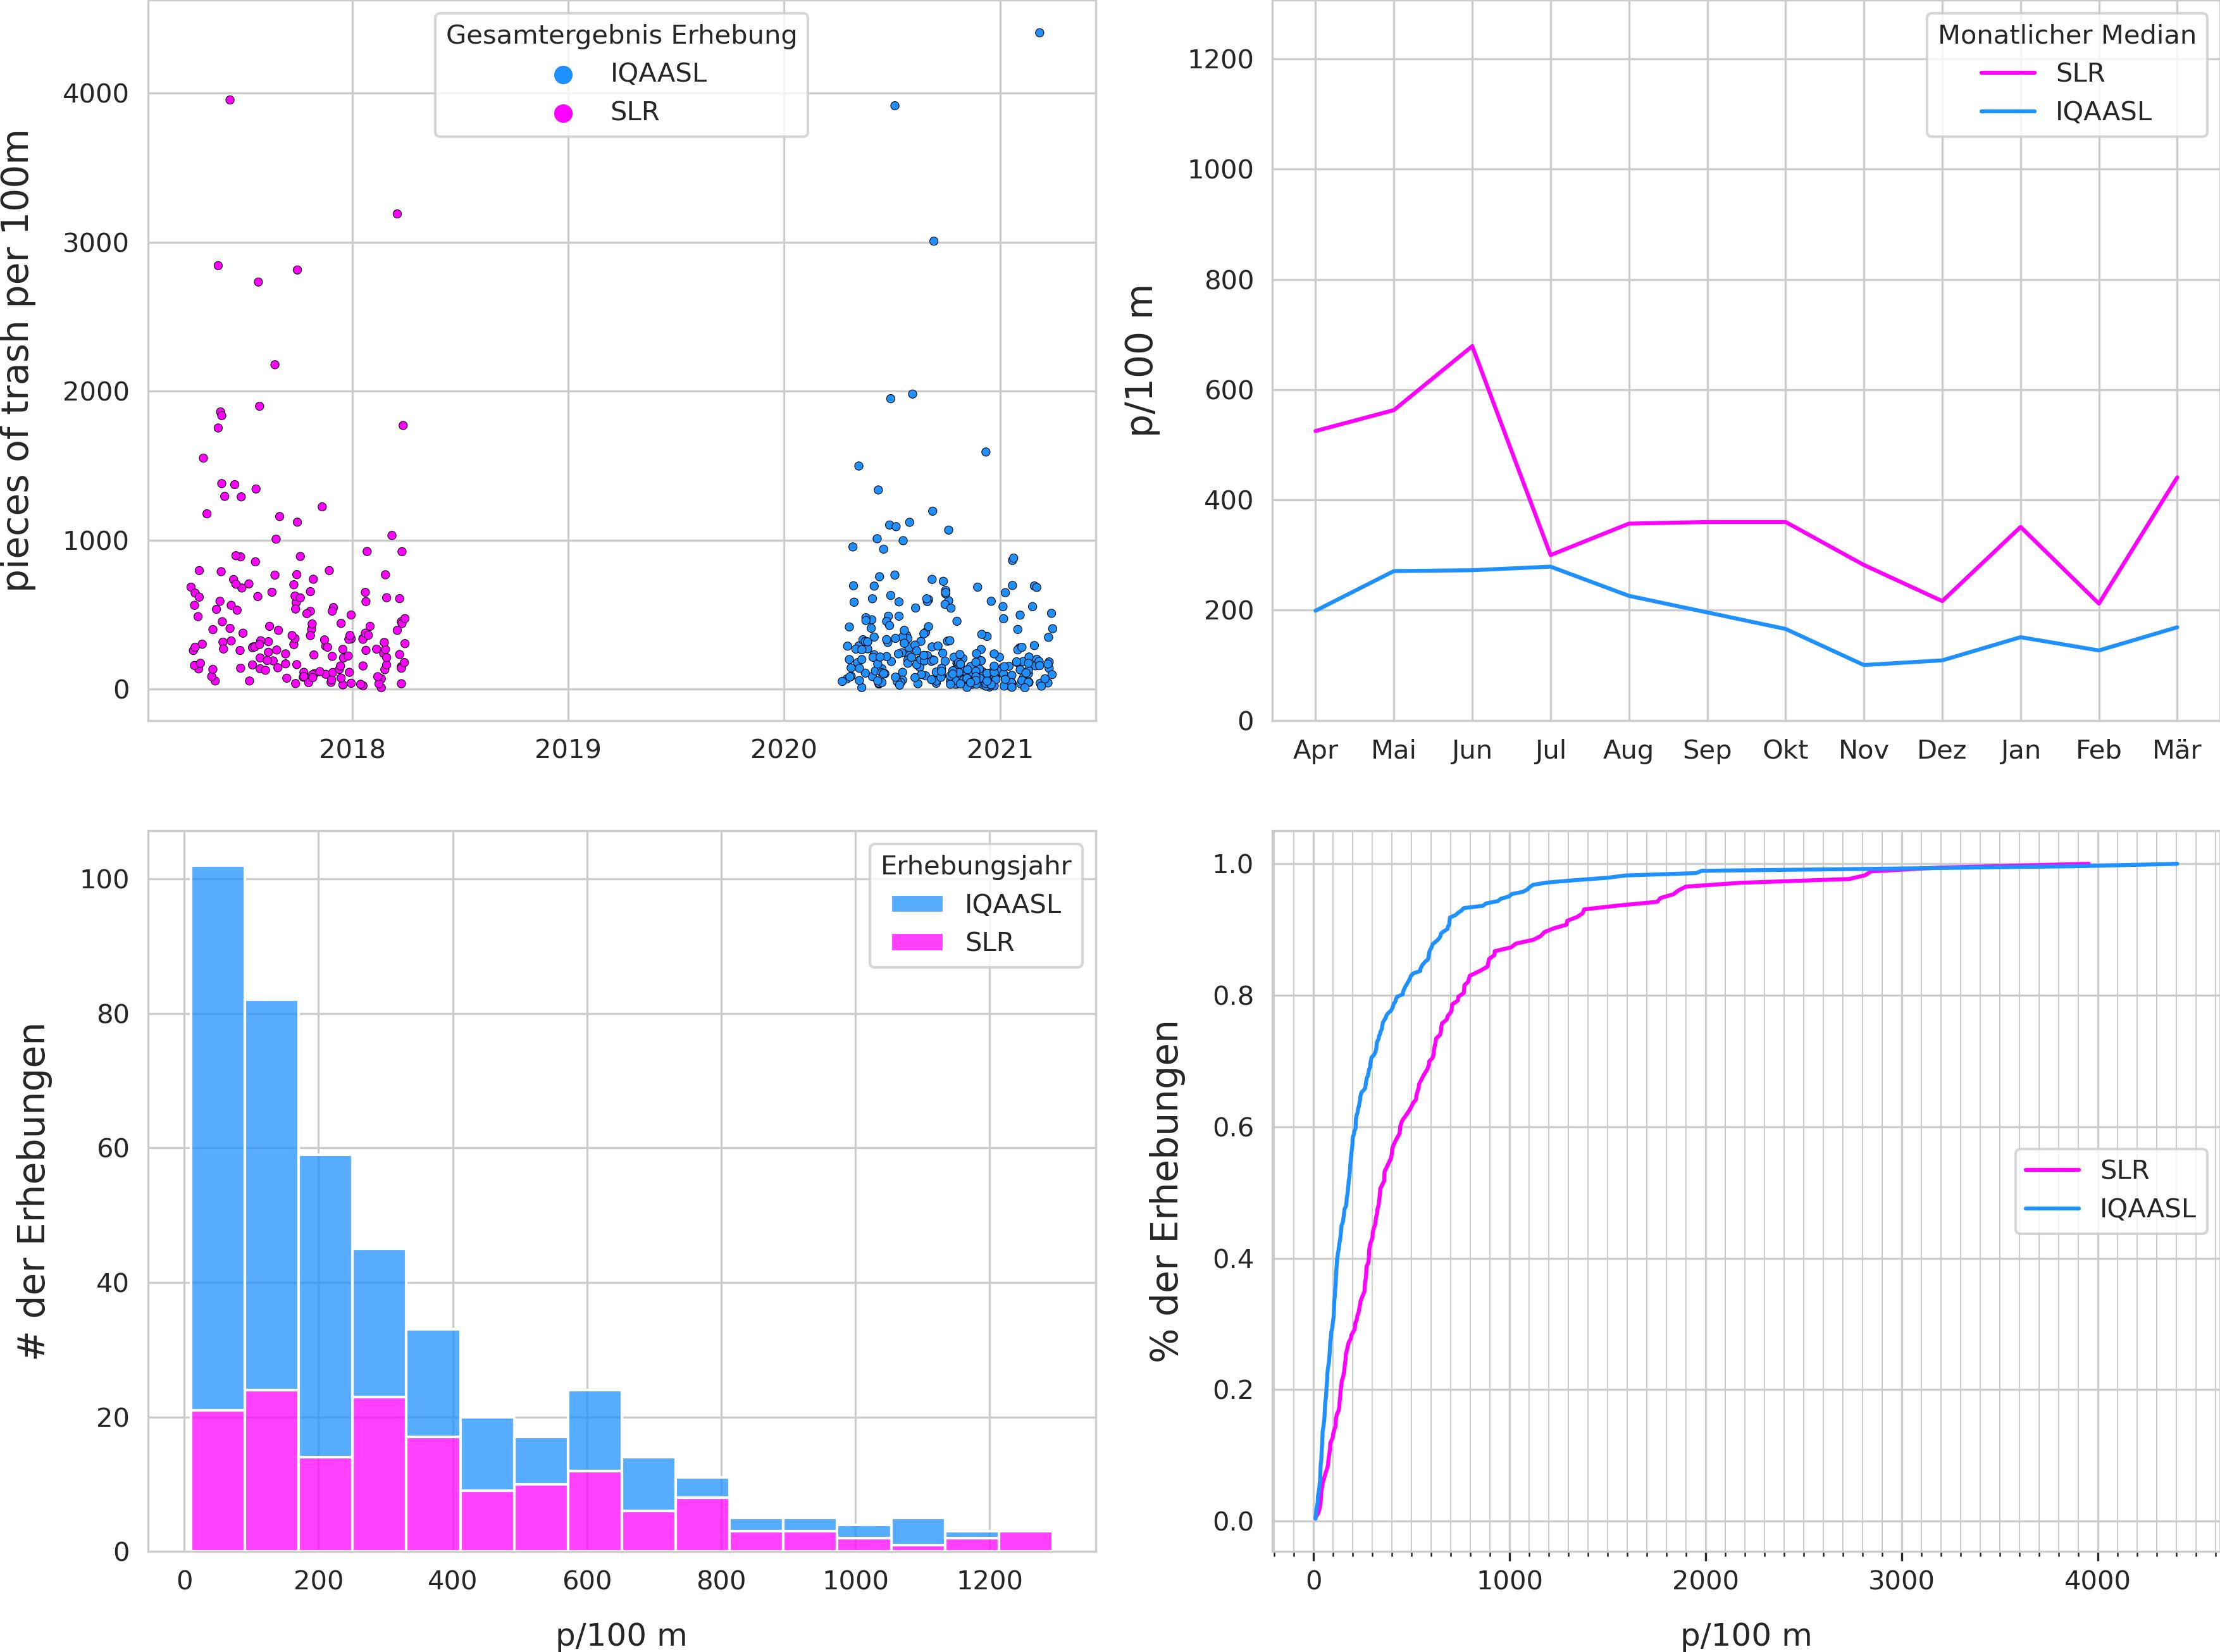 Gesamtergebnis Erhebung
IQAASL
SLR
pieces of trash per 100m
4000
3000
2000
1000
0
2018 2019 2020 2021
Monatlicher Median
SLR
IQAASL
p/100 m
1200
1000
800
600
400
200
0
Apr Mai Jun Jul Aug Sep Okt Nov Dez Jan Feb Mär
Erhebungsjahr
IQAASL
SLR
# der Erhebungen
100
80
60
40
20
0
0 200 400 600 800 1000 1200
p/100 m
SLR
IQAASL
% der Erhebungen
1.0
0.8
0.6
0.4
0.2
0.0
0 1000 2000 3000 4000
p/100 m